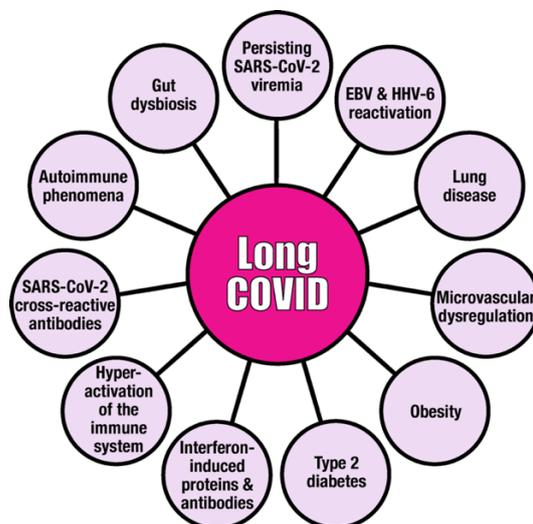 Long
COVID
Persisting
SARS-CoV-2
viremia
EBV & HHV-6
reactivation
Lung
disease
Microvascular
dysregulation
Obesity
Type 2
diabetes
Interferon-
induced
proteins &
antibodies
Hyper-
activation
of the
immune
system
SARS-CoV-2
cross-reactive
antibodies
Autoimmune
phenomena
Gut
dysbiosis